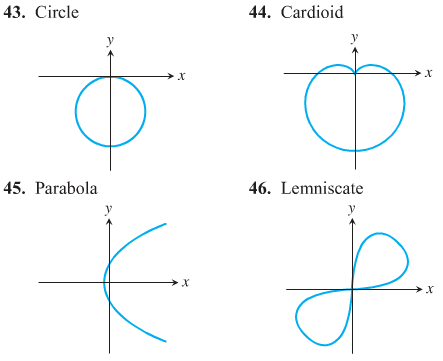 43. Circle
y
x
44. Cardioid
y
x
45. Parabola
y
x
46. Lemniscate
y
x